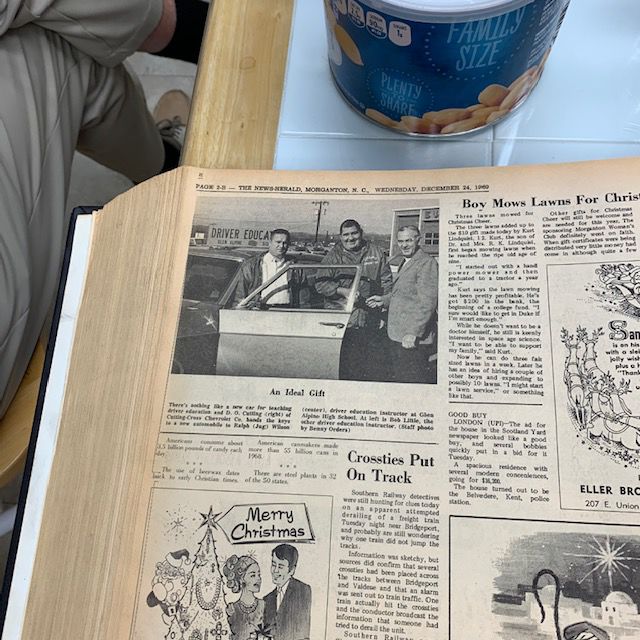 FAMILY
SIZE
PLENTY
TO
SHARE
PAGE 2-B — THE NEWS-HERALD, MORGANTON, N. C., WEDNESDAY, DECEMBER 24, 1969
DRIVER EDUCA
An Ideal Gift
There's nothing like a new car for teaching
driver education and D. O. Cutting (right) of
Cutting-Cross Chevrolet Co. hands the keys
to a new automobile to Ralph (Jug) Wilson
(center), driver education instructor at Glen
Alpine High School. At left is Bob Little, the
other driver education instructor. (Staff photo
by Benny Orders)
Americans consume about
3.5 billion pounds of candy each
day.
* * *
The use of beeswax dates
back to early Christian times.
American canmakers made
more than 55 billion cans in
1968.
* * *
There are steel plants in 32
of the 50 states.
Merry
Christmas
Crossties Put
On Track
Southern Railway detectives
were still hunting for clues today
on an apparent attempted
derailing of a freight train
Tuesday night near Bridgeport,
and probably are still wondering
why one train did not jump the
tracks.
Information was sketchy, but
sources did confirm that several
crossties had been placed across
the tracks between Bridgeport
and Valdese and that an alarm
was sent out to train traffic. One
train actually hit the crossties
and the conductor broadcast the
information that someone had
tried to derail the unit.
Southern Railway
Boy Mows Lawns For Christ
Three lawns mowed for
Christmas Cheer.
The three lawns added up to
the $10 gift made today by Kurt
Lindquist, 12. Kurt, the son of
Dr. and Mrs. R. K. Lindquist,
first began mowing lawns when
he reached the ripe old age of
nine.
"I started out with a hand
power mower and then
graduated to a tractor a year
ago."
Kurt says the lawn mowing
has been pretty profitable. He's
got $200 in the bank, the
beginning of a college fund. "I
sure would like to get in Duke if
I'm smart enough."
While he doesn't want to be a
doctor himself, he still is keenly
interested in space age science.
"I want to be able to support
my family," said Kurt.
Now he can do three fair
sized lawns in a week. Later he
has an idea of hiring a couple of
other boys and expanding to
possibly 10 lawns. "I might start
a lawn service," or something
like that.
Other gifts for Christmas
Cheer will still be welcome and
are needed for this year. The
sponsoring Morganton Woman's
Club definitely went on faith.
When gift certificates were
distributed very little money had
come in although quite a few
GOOD BUY
LONDON (UPI)—The ad for
the house in the Scotland Yard
newspaper looked like a good
buy, and several bobbies
quickly put in a bid for it
Tuesday.
A spacious residence with
several modern conveniences,
going for $16,200.
The house turned out to be
the Belvedere, Kent, police
station.
is on his
with a sl
jolly wish
plus a h
"Thank
ELLER BRO
207 E. Union